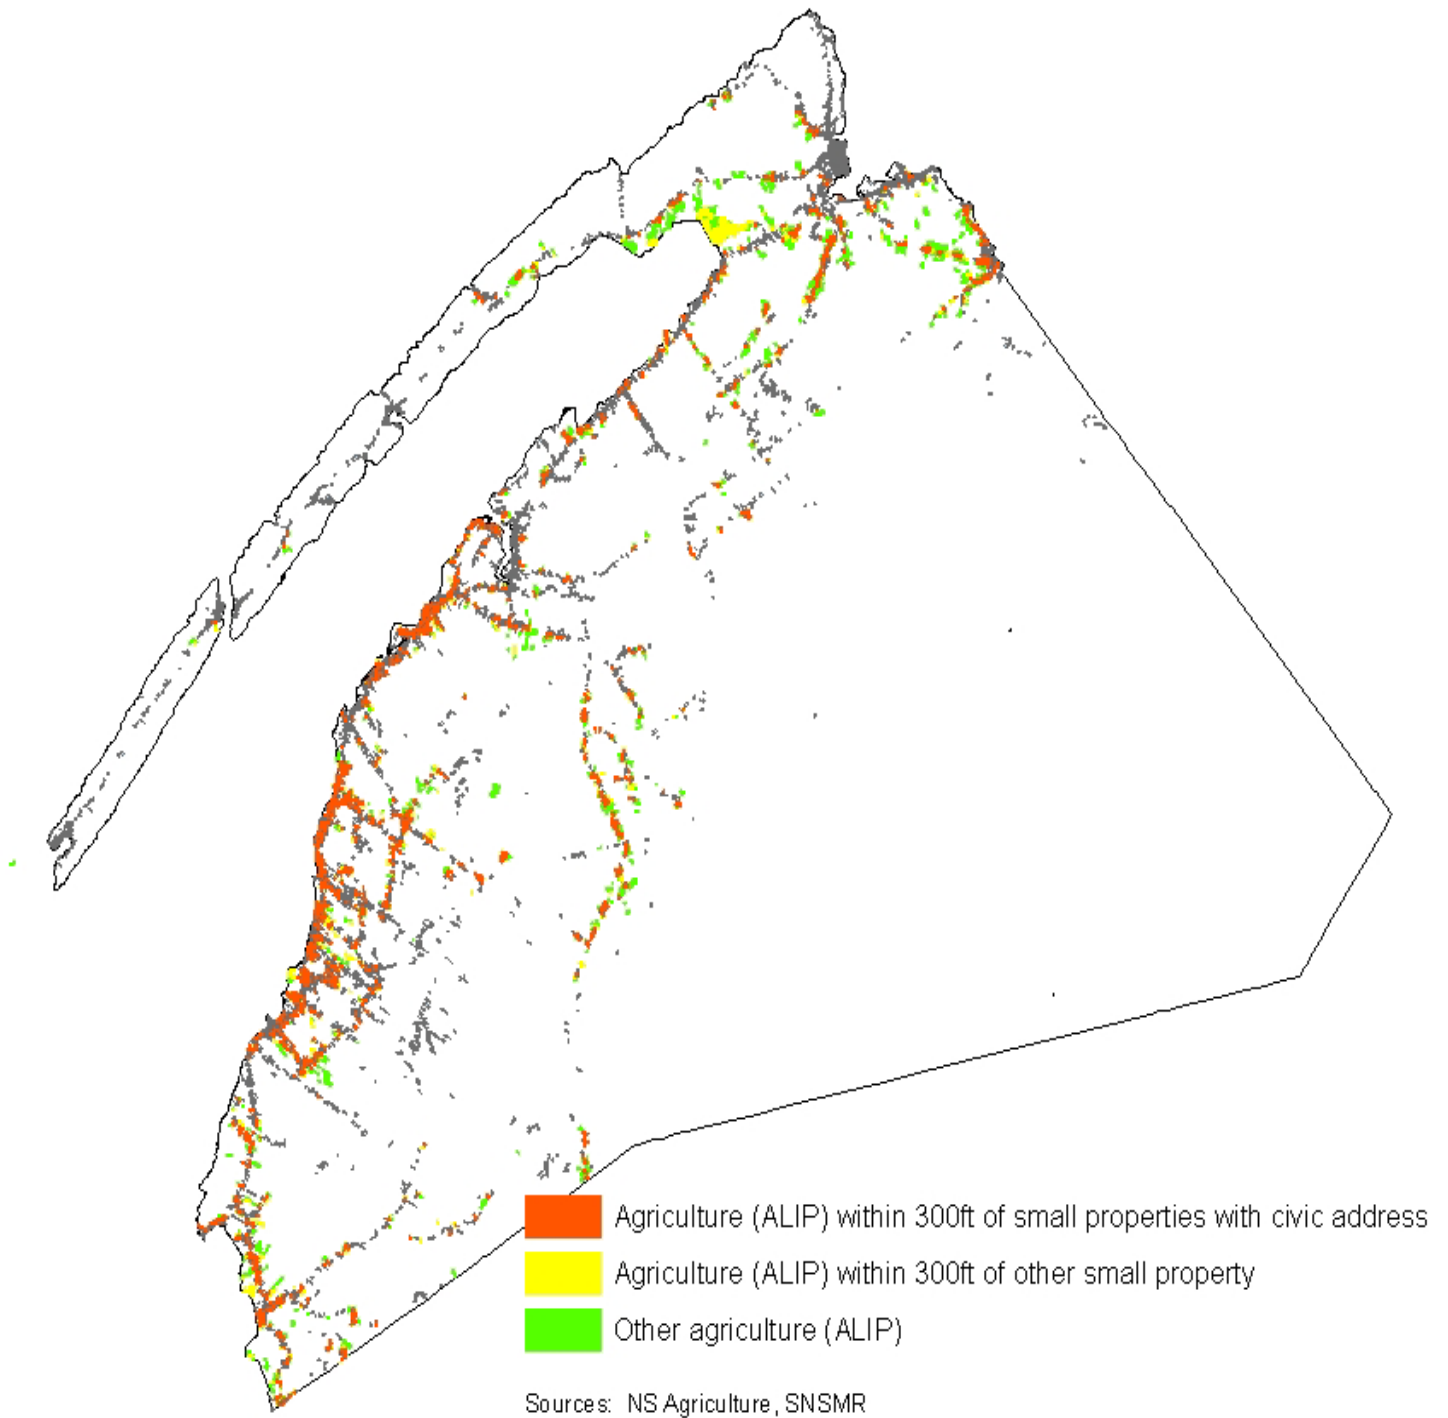 Agriculture (ALIP) within 300ft of small properties with civic address
Agriculture (ALIP) within 300ft of other small property
Other agriculture (ALIP)
Sources: NS Agriculture, SNSMR